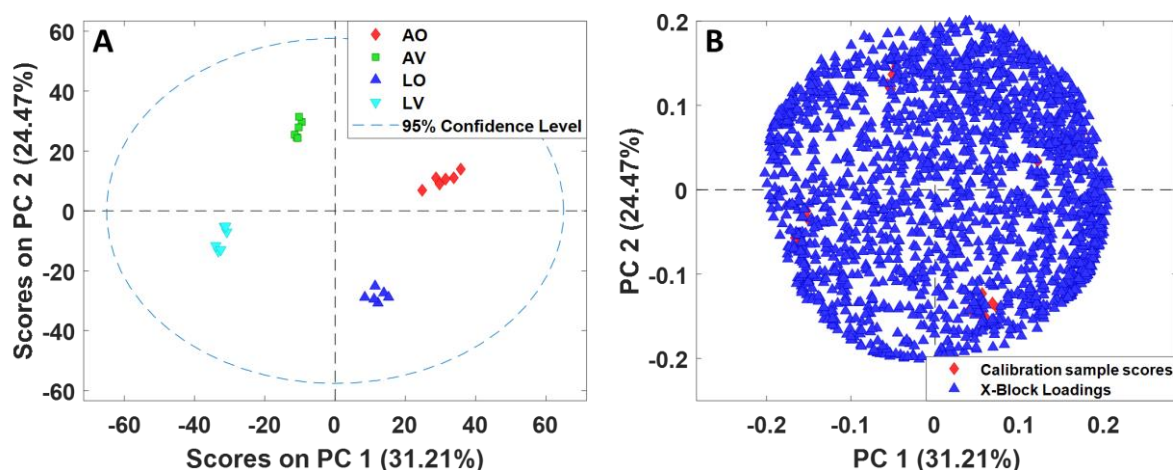 A
AO
AV
LO
LV
95% Confidence Level
60
40
20
0
-20
-40
-60
Scores on PC 2 (24.47%)
-60
-40
-20
0
20
40
60
Scores on PC 1 (31.21%)
B
0.2
0.1
0
-0.1
-0.2
PC 2 (24.47%)
Calibration sample scores
X-Block Loadings
-0.2
-0.1
0
0.1
0.2
PC 1 (31.21%)